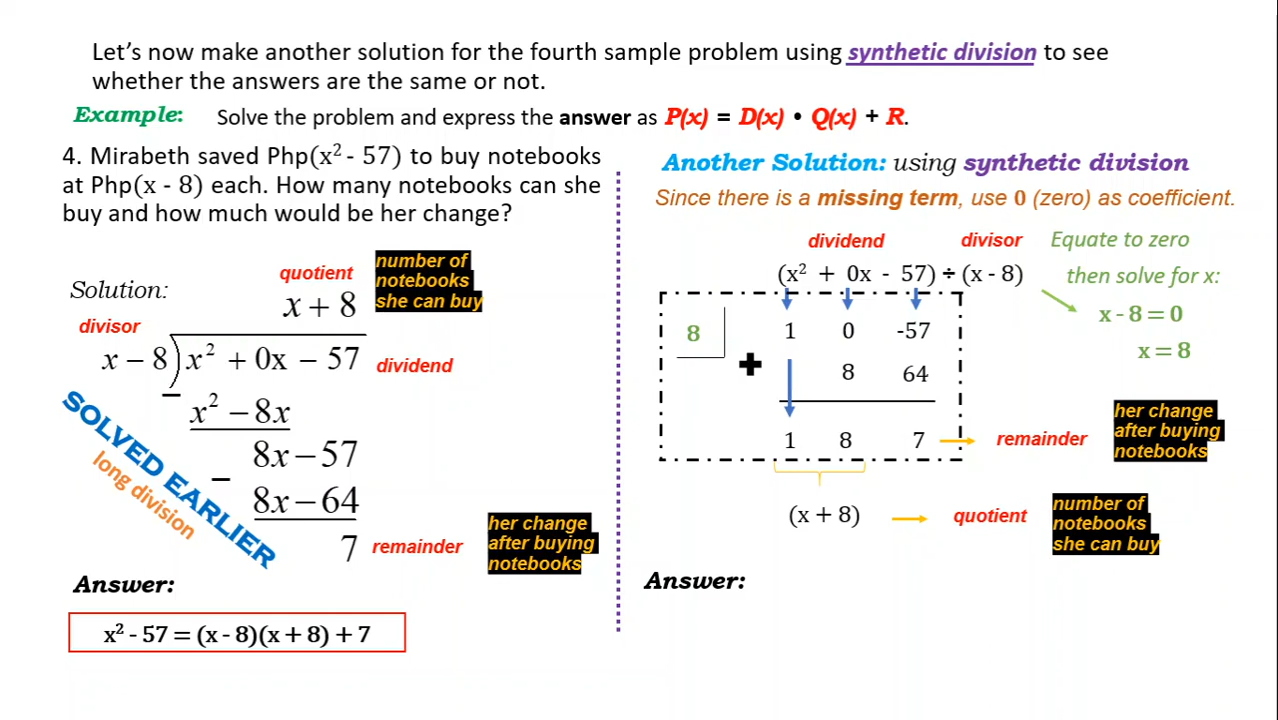 Let's now make another solution for the fourth sample problem using synthetic division to see
whether the answers are the same or not.
Example: Solve the problem and express the answer as P(x) = D(x) • Q(x) + R.
4. Mirabeth saved Php(x² - 57) to buy notebooks
at Php(x - 8) each. How many notebooks can she
buy and how much would be her change?
Solution:
quotient
number of
notebooks
she can buy
x + 8
divisor
x − 8)x² + 0x − 57
dividend
− x² − 8x
8x − 57
− 8x − 64
7
remainder
her change
after buying
notebooks
SOLVED EARLIER
long division
Answer:
x² - 57 = (x - 8)(x + 8) + 7
Another Solution: using synthetic division
Since there is a missing term, use 0 (zero) as coefficient.
dividend divisor
(x² + 0x - 57) ÷ (x - 8)
Equate to zero
then solve for x:
x - 8 = 0
x = 8
8 1 0 -57
+ 8 64
1 8 7
remainder
her change
after buying
notebooks
(x + 8)
quotient
number of
notebooks
she can buy
Answer: